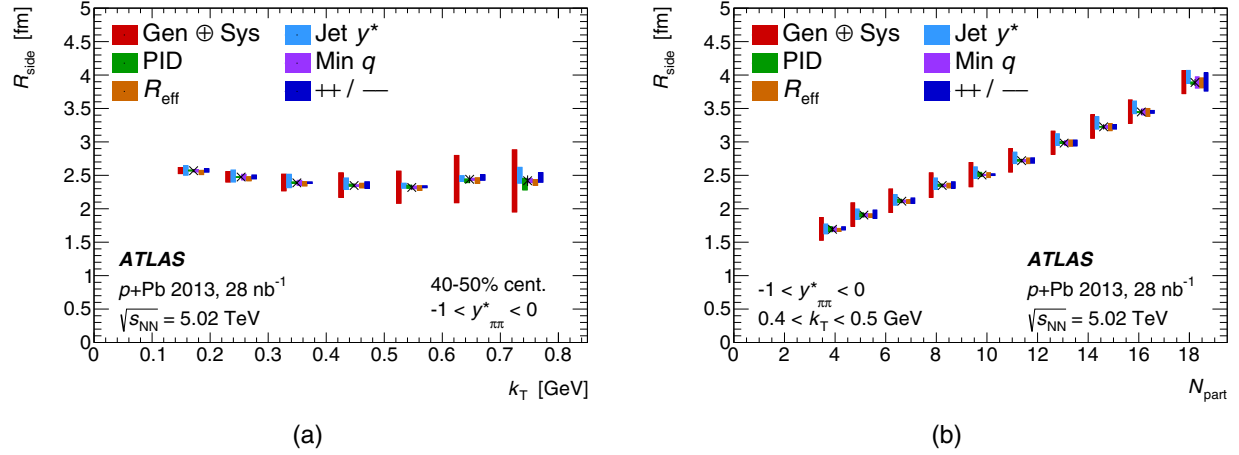 R_side [fm]
5
4.5
4
3.5
3
2.5
2
1.5
1
0.5
0
Gen ⊕ Sys
PID
R_eff
Jet y*
Min q
++ / −−
ATLAS
p+Pb 2013, 28 nb⁻¹
√s_NN = 5.02 TeV
40-50% cent.
-1 < y*_ππ < 0
0 0.1 0.2 0.3 0.4 0.5 0.6 0.7 0.8
k_T [GeV]
(a)
R_side [fm]
5
4.5
4
3.5
3
2.5
2
1.5
1
0.5
0
Gen ⊕ Sys
PID
R_eff
Jet y*
Min q
++ / −−
-1 < y*_ππ < 0
0.4 < k_T < 0.5 GeV
ATLAS
p+Pb 2013, 28 nb⁻¹
√s_NN = 5.02 TeV
0 2 4 6 8 10 12 14 16 18
N_part
(b)